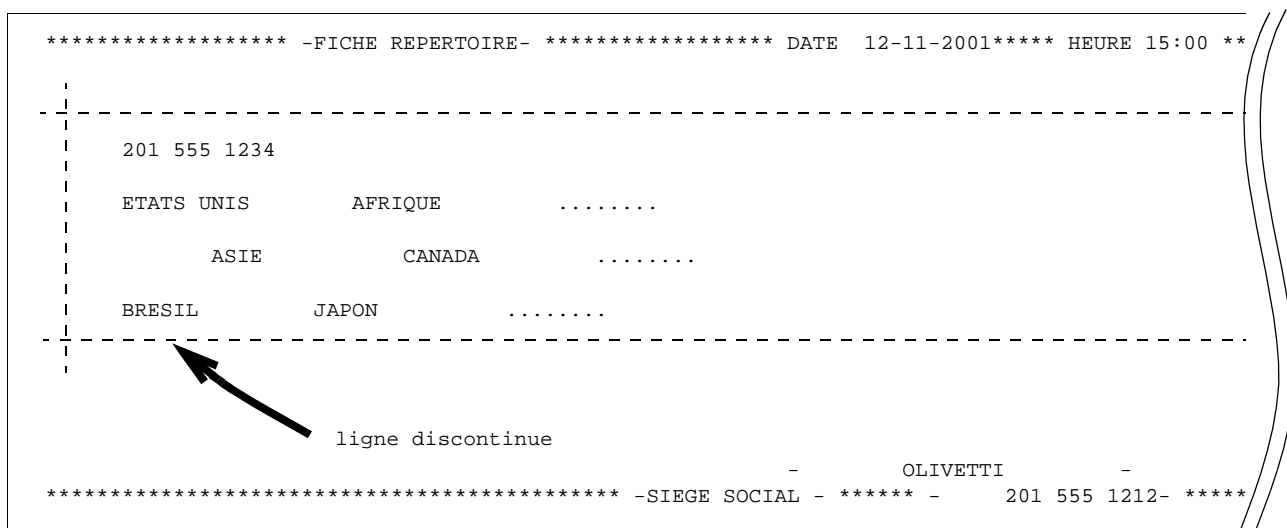 ******************* -FICHE REPERTOIRE- ****************** DATE 12-11-2001***** HEURE 15:00 **
201 555 1234
ETATS UNIS AFRIQUE ........
ASIE CANADA ........
BRESIL JAPON ........
ligne discontinue
- OLIVETTI -
********************************************* -SIEGE SOCIAL - ****** - 201 555 1212- *****